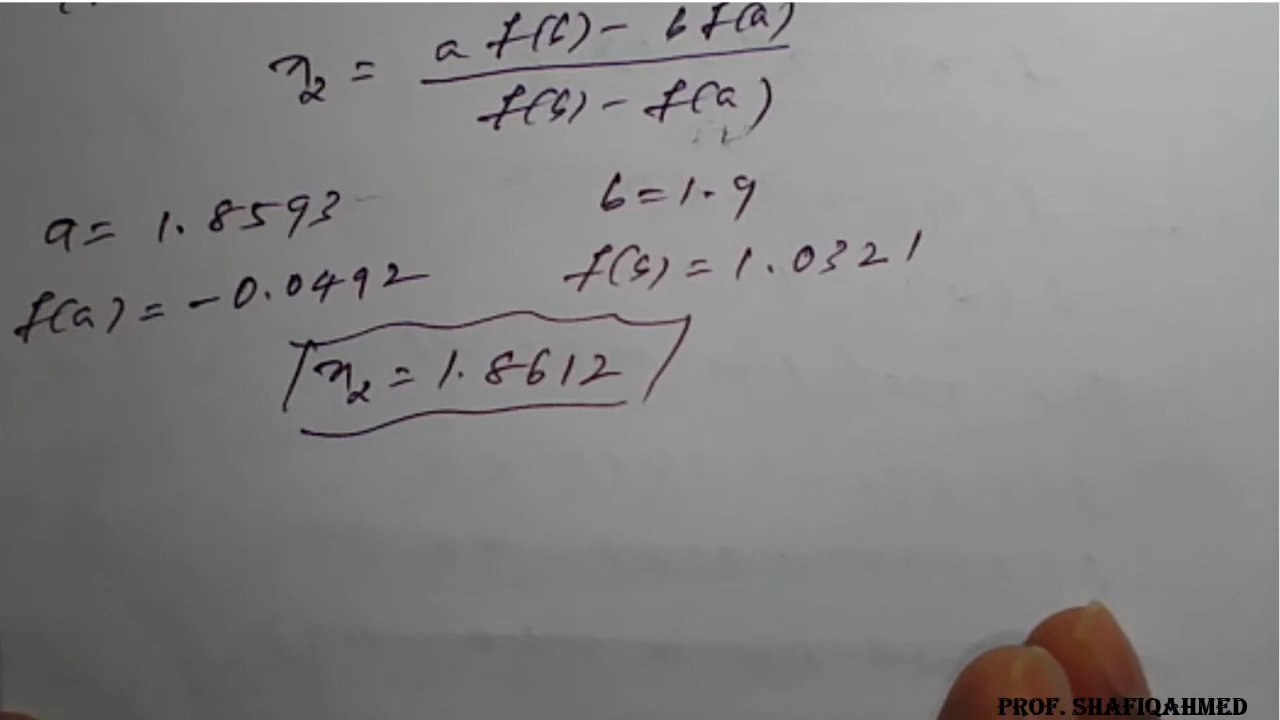 x₂ = (a f(b) - b f(a)) / (f(b) - f(a))
a = 1.8593 b = 1.9
f(a) = -0.0492 f(b) = 1.0321
x₂ = 1.8612
PROF. SHAFIQAHMED